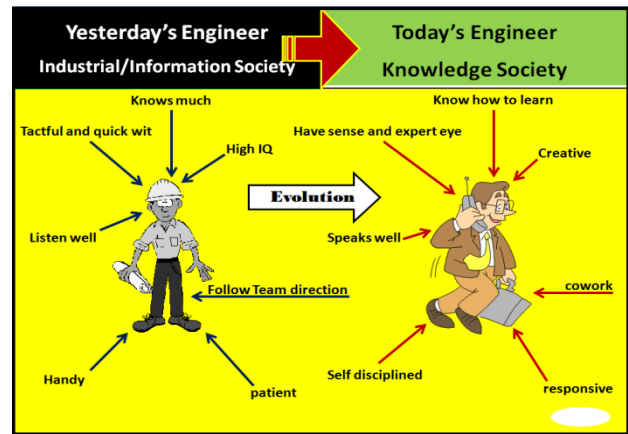 Yesterday's Engineer
Industrial/Information Society
Today's Engineer
Knowledge Society
Knows much
Tactful and quick wit
High IQ
Listen well
Follow Team direction
Handy
patient
Evolution
Know how to learn
Have sense and expert eye
Creative
Speaks well
cowork
Self disciplined
responsive